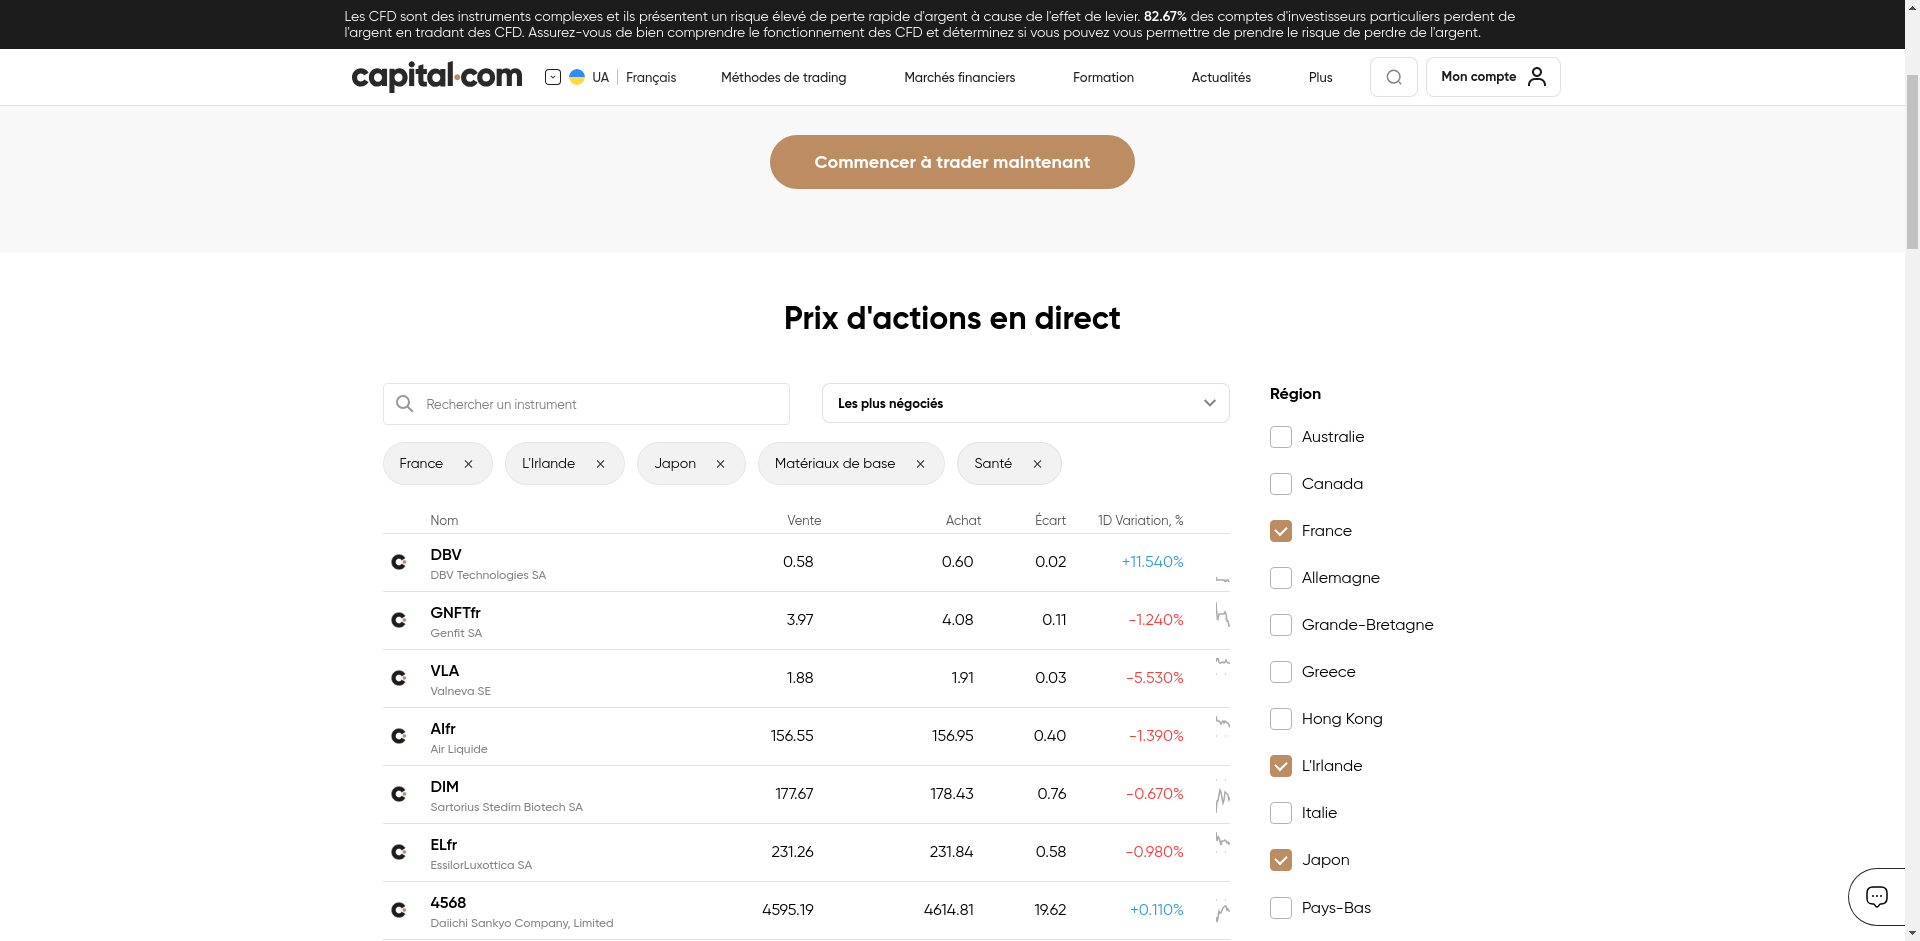 Les CFD sont des instruments complexes et ils présentent un risque élevé de perte rapide d'argent à cause de l'effet de levier. 82.67% des comptes d'investisseurs particuliers perdent de
l'argent en tradant des CFD. Assurez-vous de bien comprendre le fonctionnement des CFD et déterminez si vous pouvez vous permettre de prendre le risque de perdre de l'argent.
capital.com UA Français Méthodes de trading Marchés financiers Formation Actualités Plus Mon compte
Commencer à trader maintenant
Prix d'actions en direct
Rechercher un instrument
Les plus négociés
France L'Irlande Japon Matériaux de base Santé
Nom Vente Achat Écart 1D Variation, %
DBV 0.58 0.60 0.02 +11.540%
DBV Technologies SA
GNFTfr 3.97 4.08 0.11 -1.240%
Genfit SA
VLA 1.88 1.91 0.03 -5.530%
Valneva SE
AIfr 156.55 156.95 0.40 -1.390%
Air Liquide
DIM 177.67 178.43 0.76 -0.670%
Sartorius Stedim Biotech SA
ELfr 231.26 231.84 0.58 -0.980%
EssilorLuxottica SA
4568 4595.19 4614.81 19.62 +0.110%
Daiichi Sankyo Company, Limited
Région
Australie
Canada
France
Allemagne
Grande-Bretagne
Greece
Hong Kong
L'Irlande
Italie
Japon
Pays-Bas